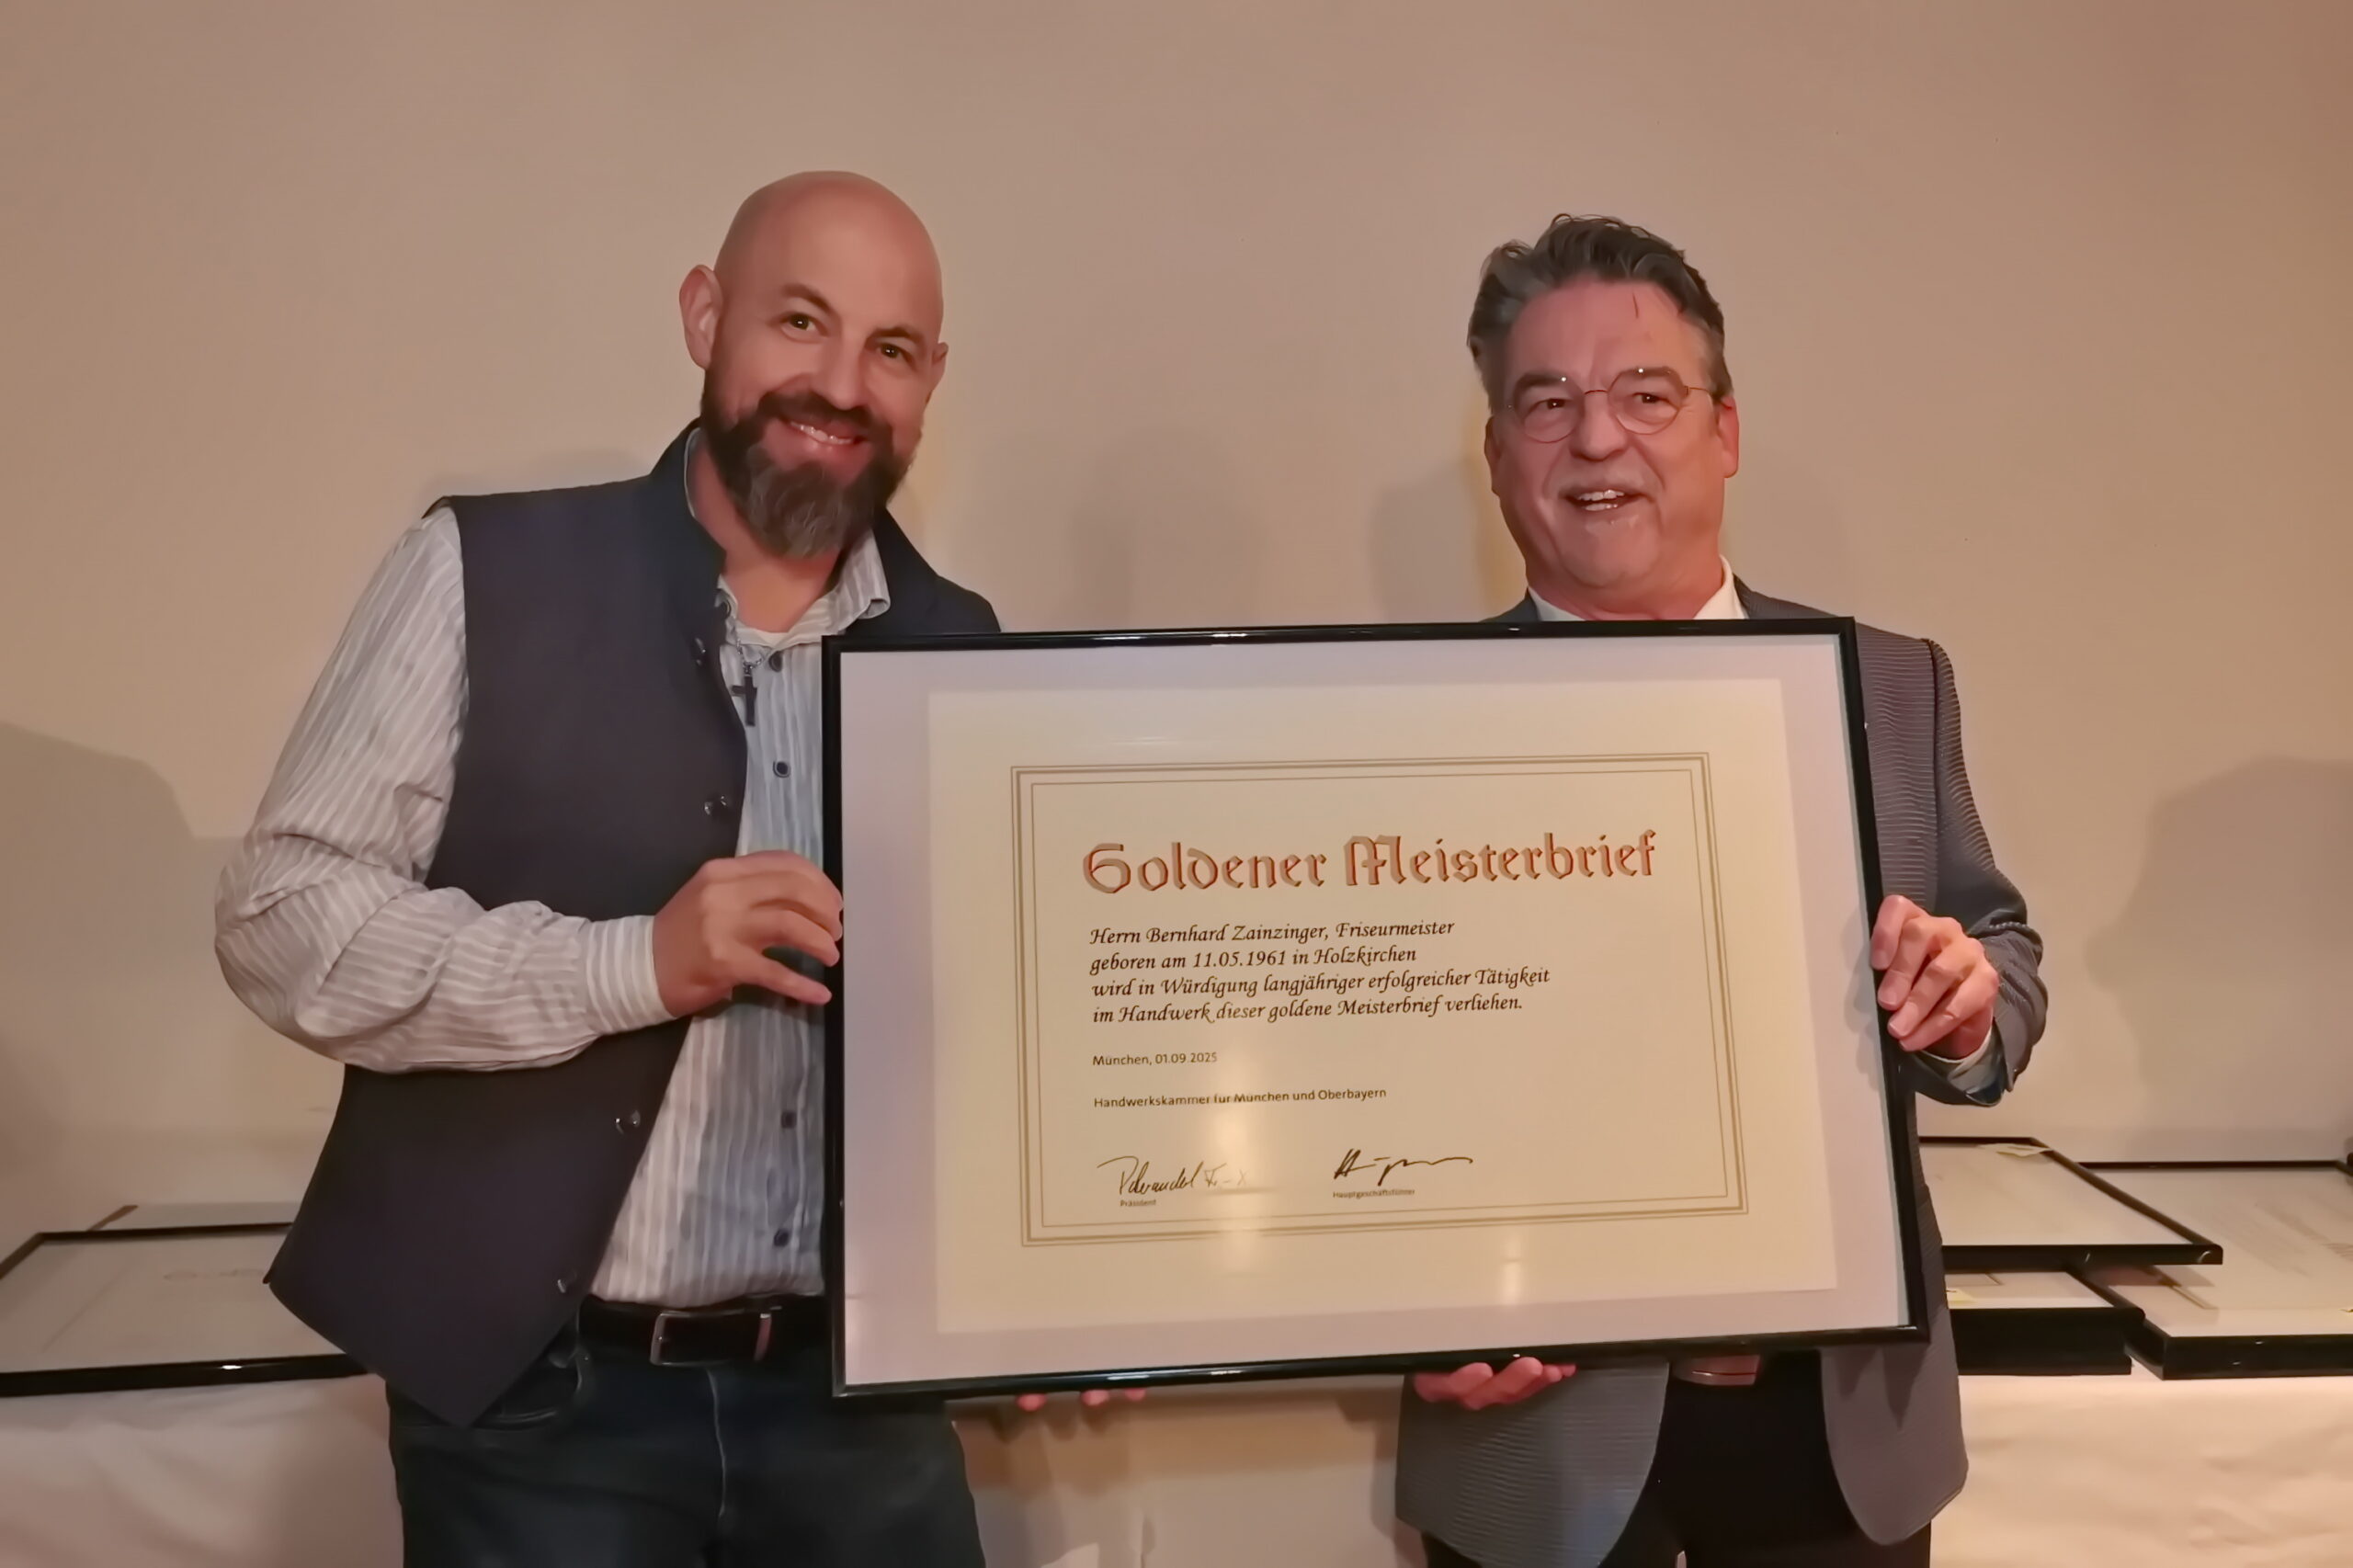 Goldener Meisterbrief
Herrn Bernhard Zainzinger, Friseurmeister
geboren am 11.05.1961 in Holzkirchen
wird in Würdigung langjähriger erfolgreicher Tätigkeit
im Handwerk dieser goldene Meisterbrief verliehen.
München, 01.09.2025
Handwerkskammer für München und Oberbayern
Präsident
Hauptgeschäftsführer